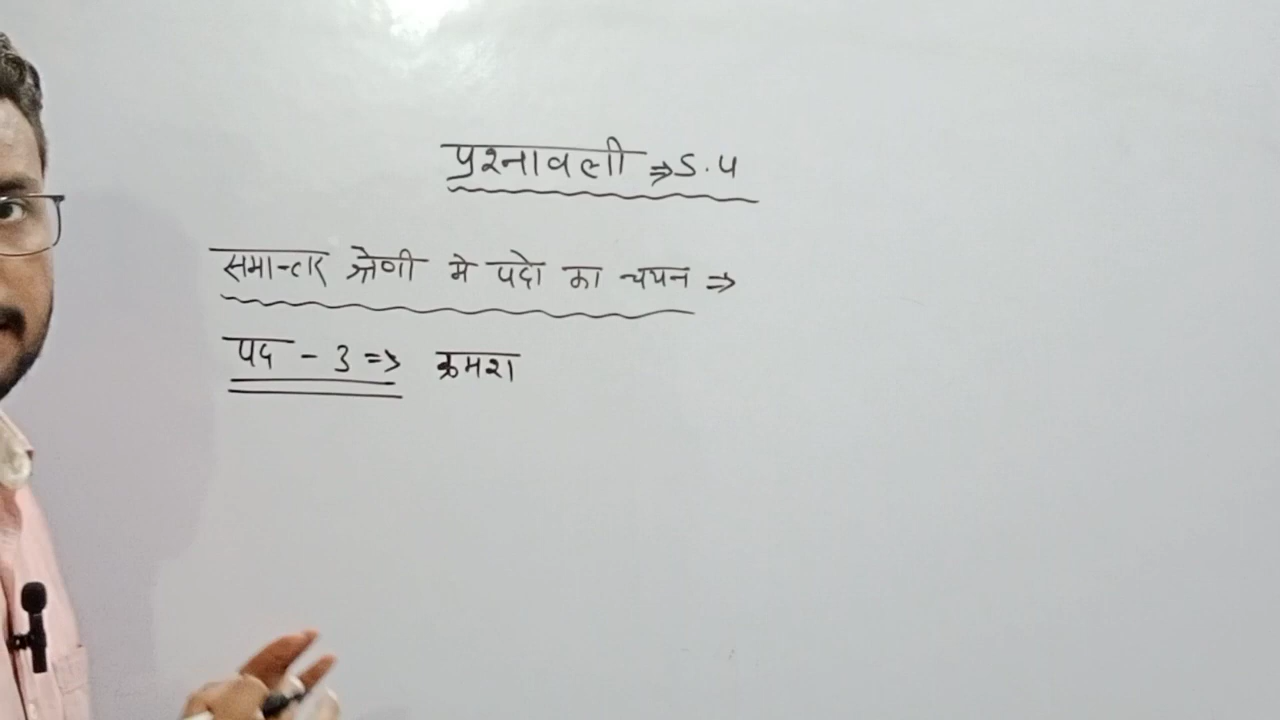 प्रश्नावली ⇒ 5.4
समान्तर श्रेणी मे पदो का चयन ⇒
पद - 3 => क्रमश